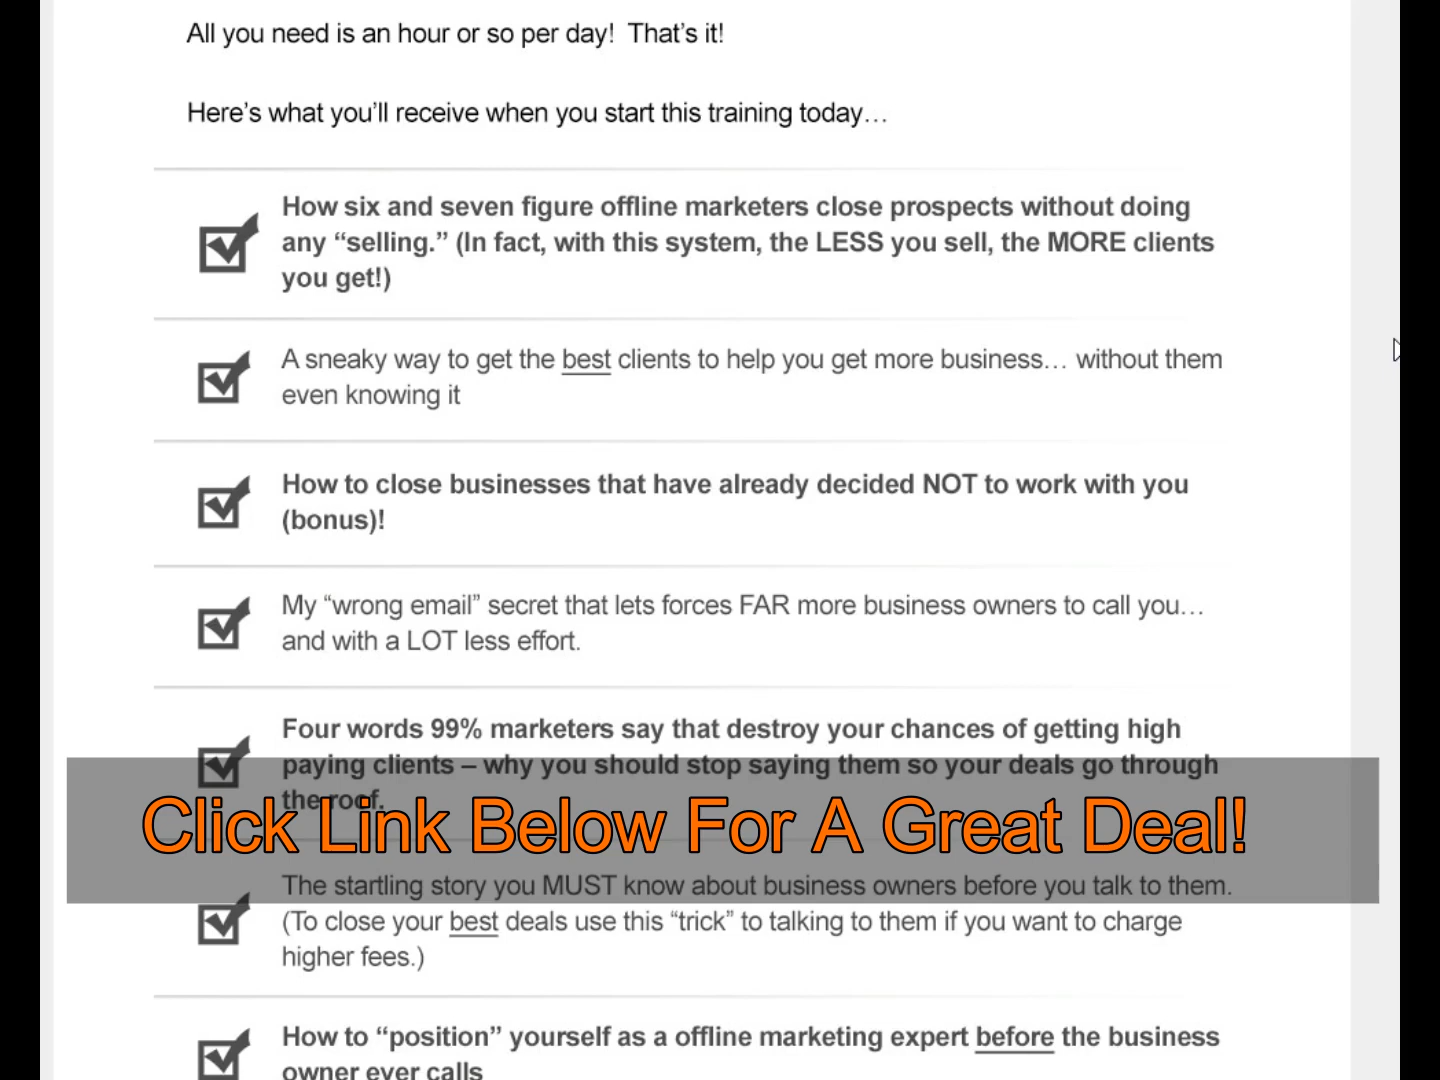 All you need is an hour or so per day!  That’s it!
Here’s what you’ll receive when you start this training today…
How six and seven figure offline marketers close prospects without doing
any “selling.” (In fact, with this system, the LESS you sell, the MORE clients
you get!)
A sneaky way to get the best clients to help you get more business… without them
even knowing it
How to close businesses that have already decided NOT to work with you
(bonus)!
My “wrong email” secret that lets forces FAR more business owners to call you…
and with a LOT less effort.
Four words 99% marketers say that destroy your chances of getting high
paying clients – why you should stop saying them so your deals go through
the roof.
Click Link Below For A Great Deal!
The startling story you MUST know about business owners before you talk to them.
(To close your best deals use this “trick” to talking to them if you want to charge
higher fees.)
How to “position” yourself as a offline marketing expert before the business
owner ever calls